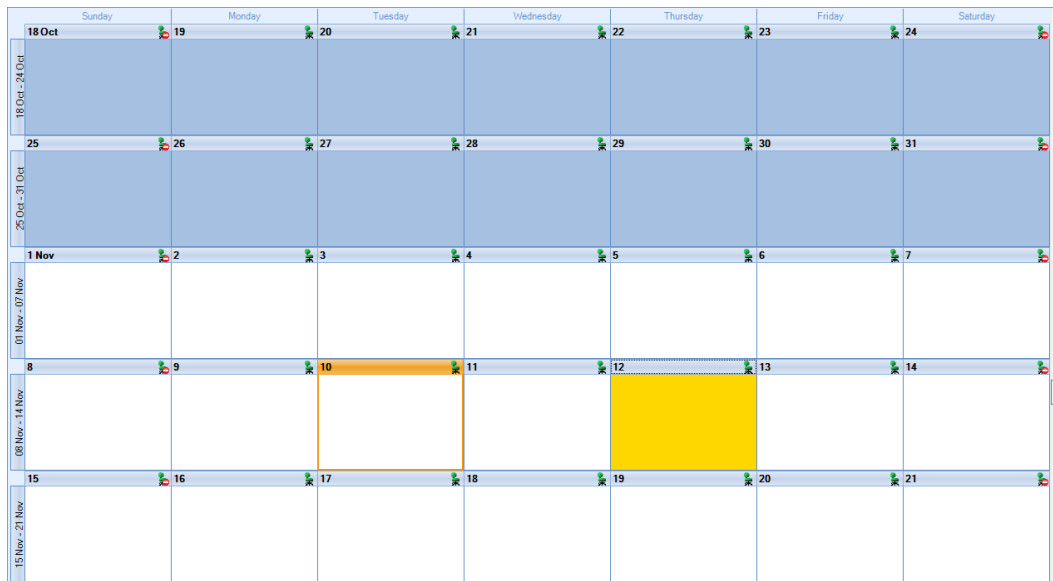 Sunday Monday Tuesday Wednesday Thursday Friday Saturday
18 Oct 19 20 21 22 23 24
18 Oct - 24 Oct
25 26 27 28 29 30 31
25 Oct - 31 Oct
1 Nov 2 3 4 5 6 7
01 Nov - 07 Nov
8 9 10 11 12 13 14
08 Nov - 14 Nov
15 16 17 18 19 20 21
15 Nov - 21 Nov